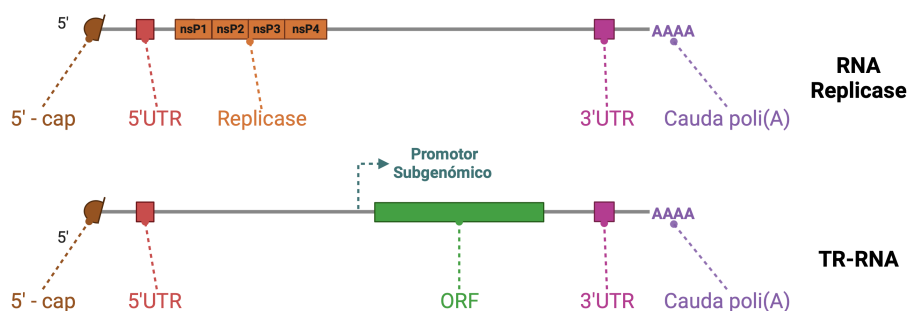 5'
nsP1 nsP2 nsP3 nsP4
AAAA
RNA
Replicase
5' - cap
5'UTR
Replicase
3'UTR
Cauda poli(A)
Promotor
Subgenómico
AAAA
5'
TR-RNA
5' - cap
5'UTR
ORF
3'UTR
Cauda poli(A)